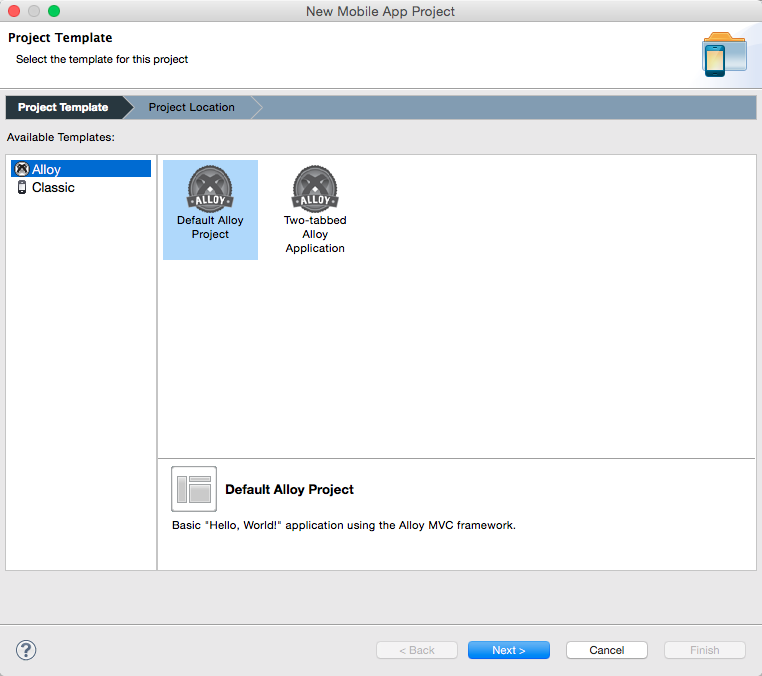 New Mobile App Project
Project Template
Select the template for this project
Project Template
Project Location
Available Templates:
Alloy
Classic
ALLOY
Default Alloy
Project
ALLOY
Two-tabbed
Alloy
Application
Default Alloy Project
Basic "Hello, World!" application using the Alloy MVC framework.
?
< Back
Next >
Cancel
Finish